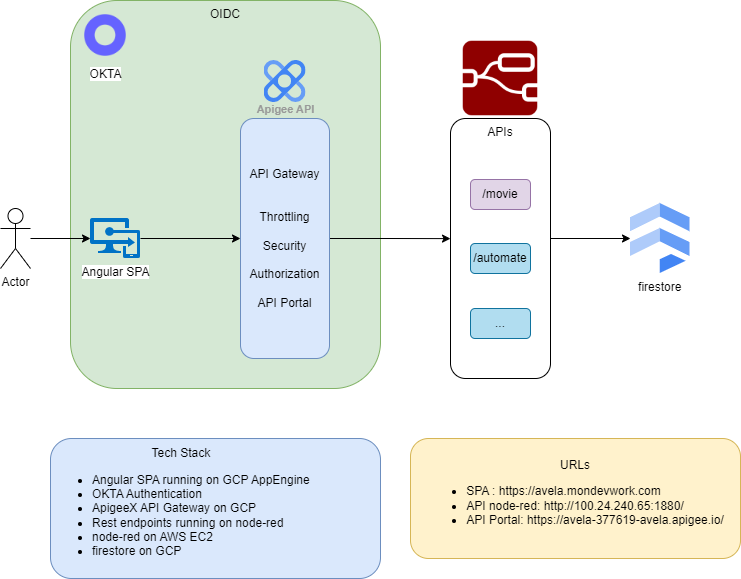 OIDC
OKTA
Apigee API
API Gateway
Throttling
Security
Authorization
API Portal
Actor
Angular SPA
APIs
/movie
/automate
...
firestore
Tech Stack
Angular SPA running on GCP AppEngine
OKTA Authentication
ApigeeX API Gateway on GCP
Rest endpoints running on node-red
node-red on AWS EC2
firestore on GCP
URLs
SPA : https://avela.mondevwork.com
API node-red: http://100.24.240.65:1880/
API Portal: https://avela-377619-avela.apigee.io/